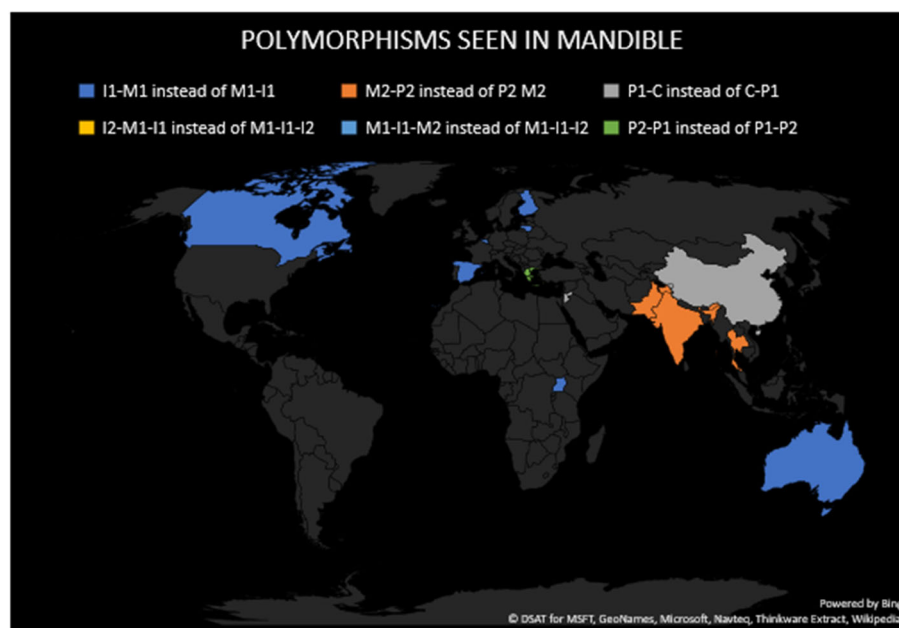 POLYMORPHISMS SEEN IN MANDIBLE
I1-M1 instead of M1-I1
M2-P2 instead of P2 M2
P1-C instead of C-P1
I2-M1-I1 instead of M1-I1-I2
M1-I1-M2 instead of M1-I1-I2
P2-P1 instead of P1-P2
Powered by Bing
© DSAT for MSFT, GeoNames, Microsoft, Navteq, Thinkware Extract, Wikipedia